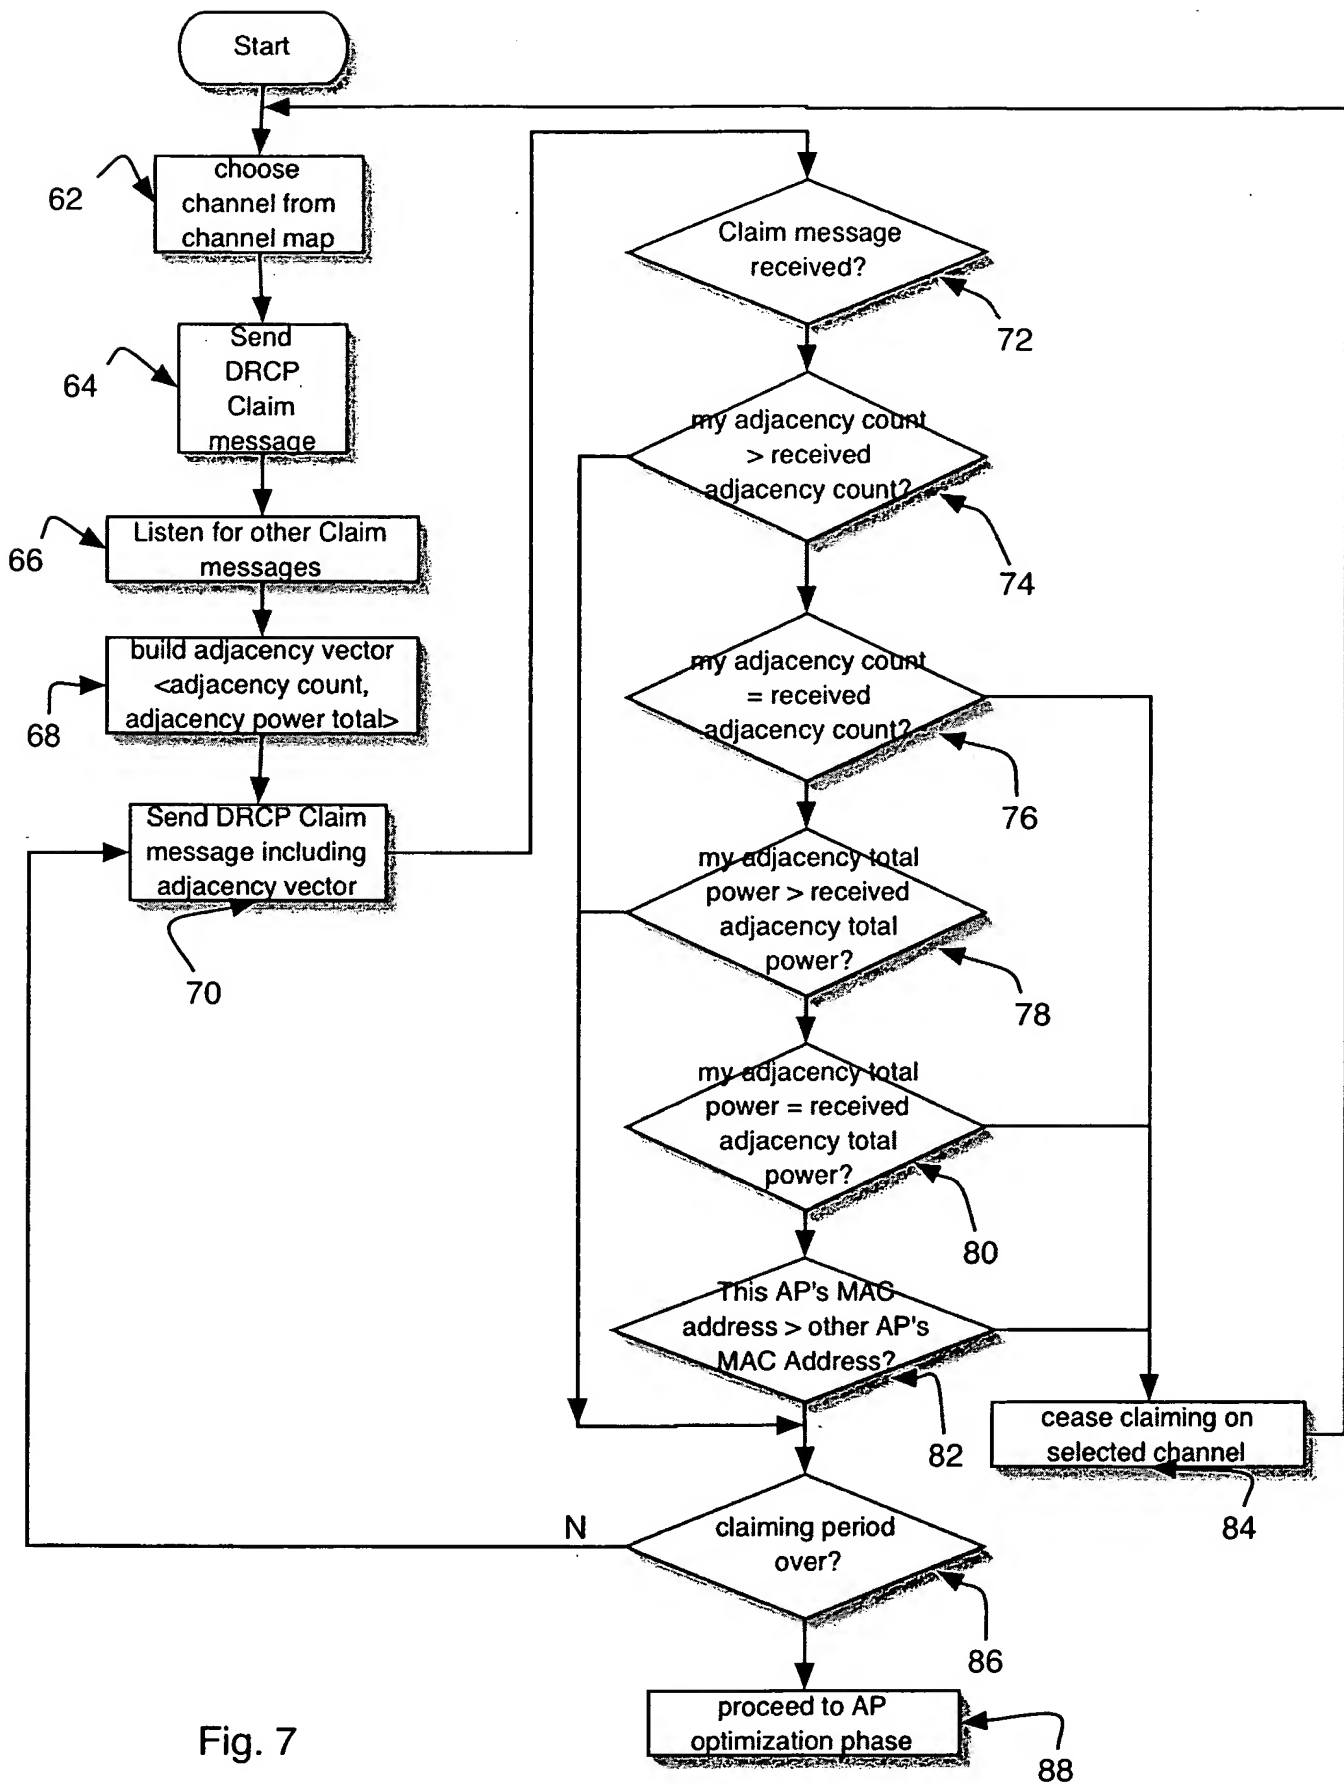 Start
62
choose
channel from
channel map
64
Send
DRCP
Claim
message
66
Listen for other Claim
messages
68
build adjacency vector
<adjacency count,
adjacency power total>
Send DRCP Claim
message including
adjacency vector
70
Claim message
received?
72
my adjacency count
> received
adjacency count?
74
my adjacency count
= received
adjacency count?
76
my adjacency total
power > received
adjacency total
power?
78
my adjacency total
power = received
adjacency total
power?
80
This AP's MAC
address > other AP's
MAC Address?
82
cease claiming on
selected channel
84
N
claiming period
over?
86
proceed to AP
optimization phase
88
Fig. 7